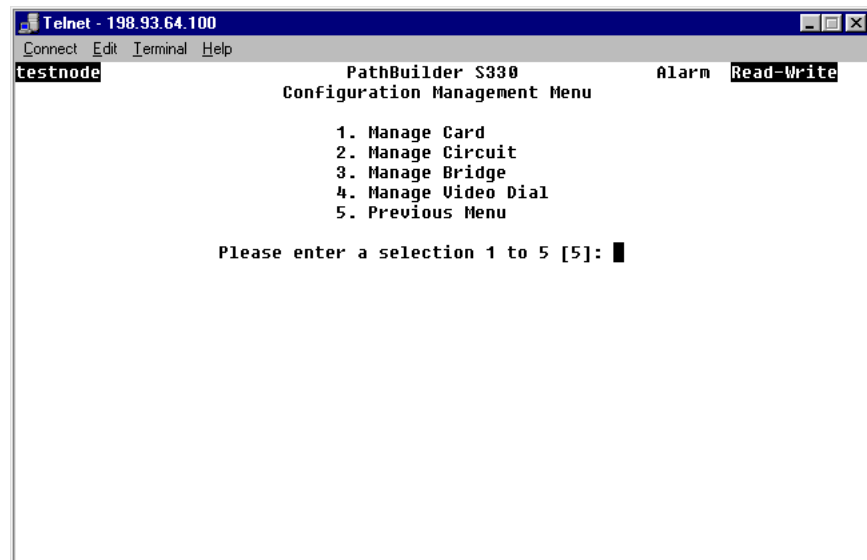 Telnet - 198.93.64.100
Connect Edit Terminal Help
testnode PathBuilder S330 Alarm Read-Write
Configuration Management Menu
1. Manage Card
2. Manage Circuit
3. Manage Bridge
4. Manage Video Dial
5. Previous Menu
Please enter a selection 1 to 5 [5]: